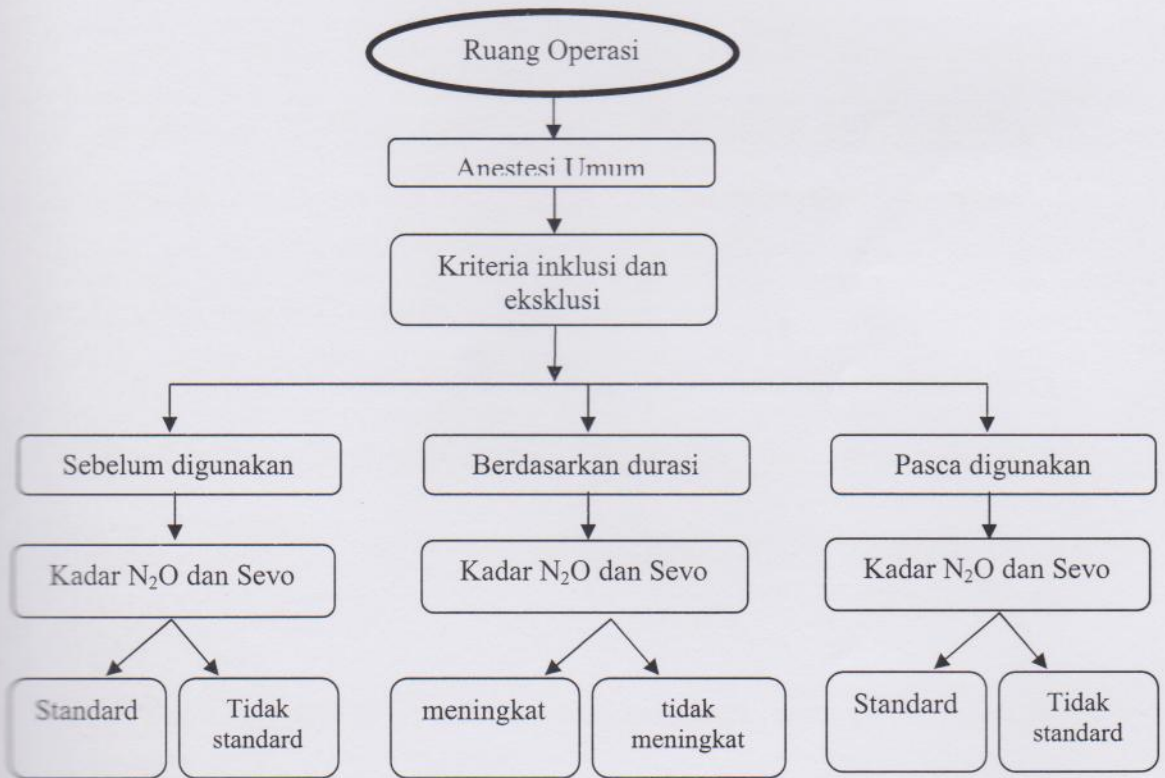 Ruang Operasi
Anestesi Umum
Kriteria inklusi dan
eksklusi
Sebelum digunakan
Berdasarkan durasi
Pasca digunakan
Kadar N₂O dan Sevo
Kadar N₂O dan Sevo
Kadar N₂O dan Sevo
Standard
Tidak
standard
meningkat
tidak
meningkat
Standard
Tidak
standard